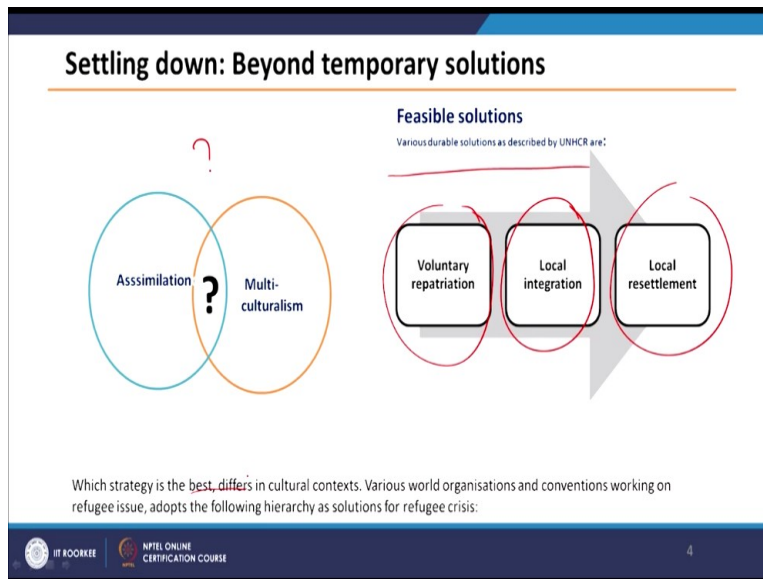 Settling down: Beyond temporary solutions
?
Asssimilation
?
Multi-
culturalism
Feasible solutions
Various durable solutions as described by UNHCR are:
Voluntary
repatriation
Local
integration
Local
resettlement
Which strategy is the best, differs in cultural contexts. Various world organisations and conventions working on
refugee issue, adopts the following hierarchy as solutions for refugee crisis:
IIT ROORKEE
NPTEL ONLINE
CERTIFICATION COURSE
4